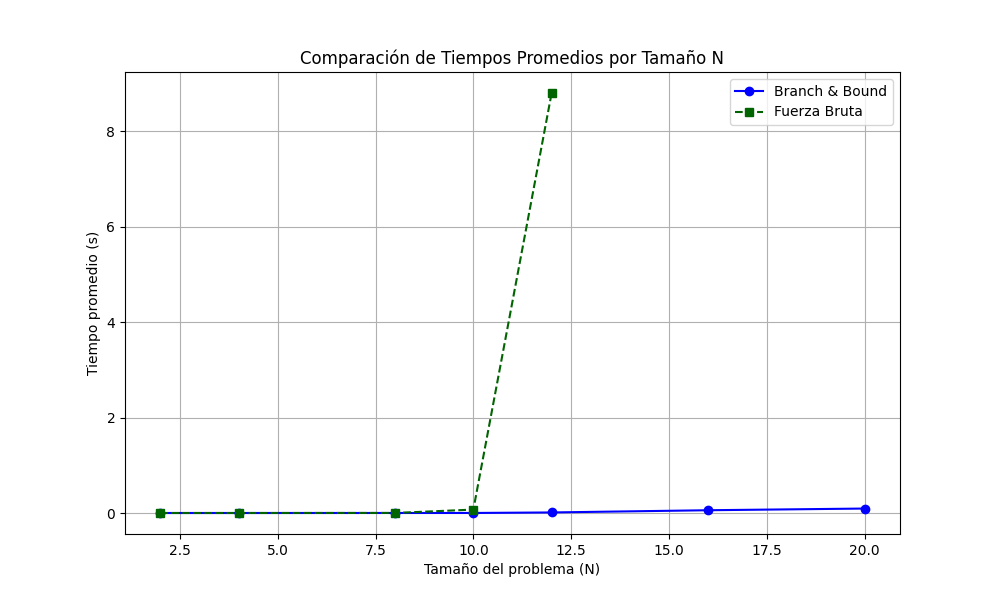 Comparación de Tiempos Promedios por Tamaño N
Branch & Bound
Fuerza Bruta
Tiempo promedio (s)
8
6
4
2
0
2.5 5.0 7.5 10.0 12.5 15.0 17.5 20.0
Tamaño del problema (N)